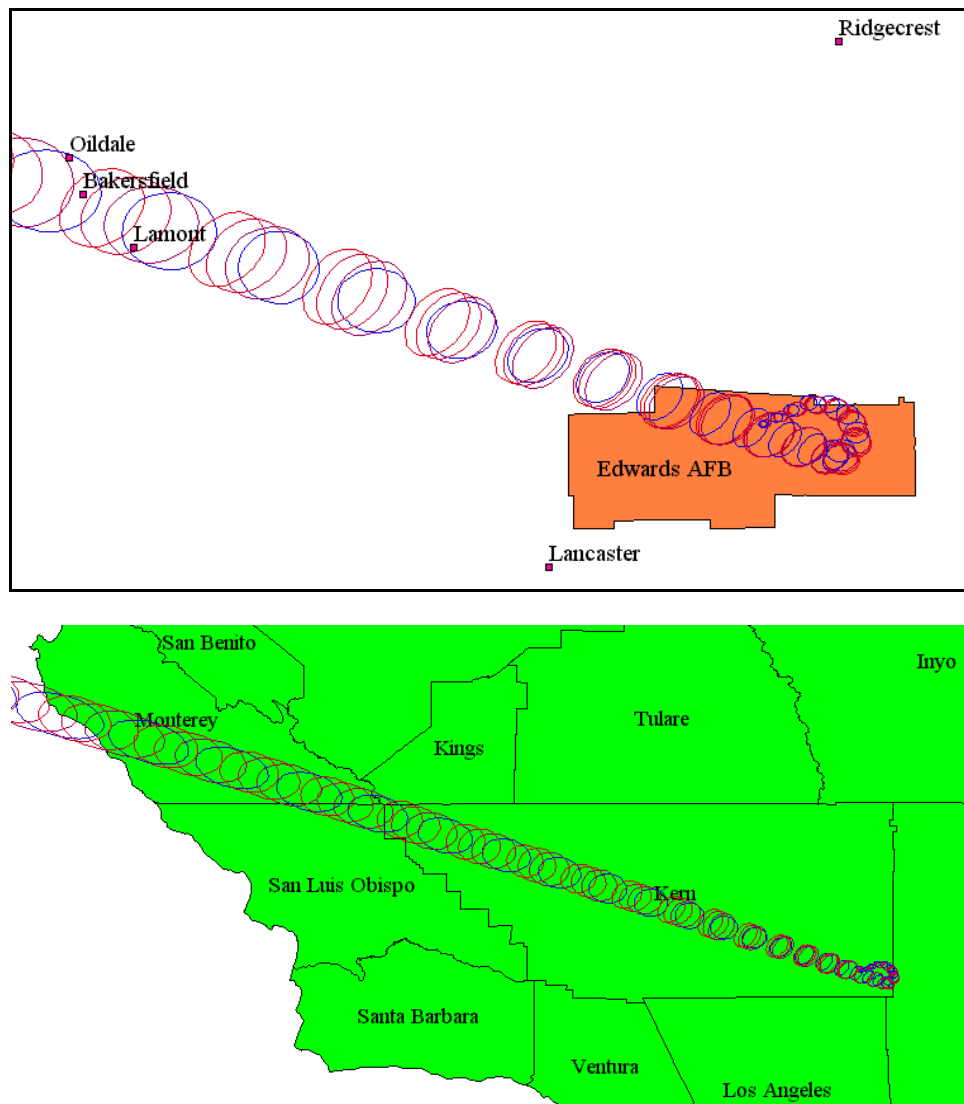 Ridgecrest
Oildale
Bakersfield
Lamont
Edwards AFB
Lancaster
San Benito
Inyo
Monterey
Tulare
Kings
San Luis Obispo
Kern
Santa Barbara
Ventura
Los Angeles